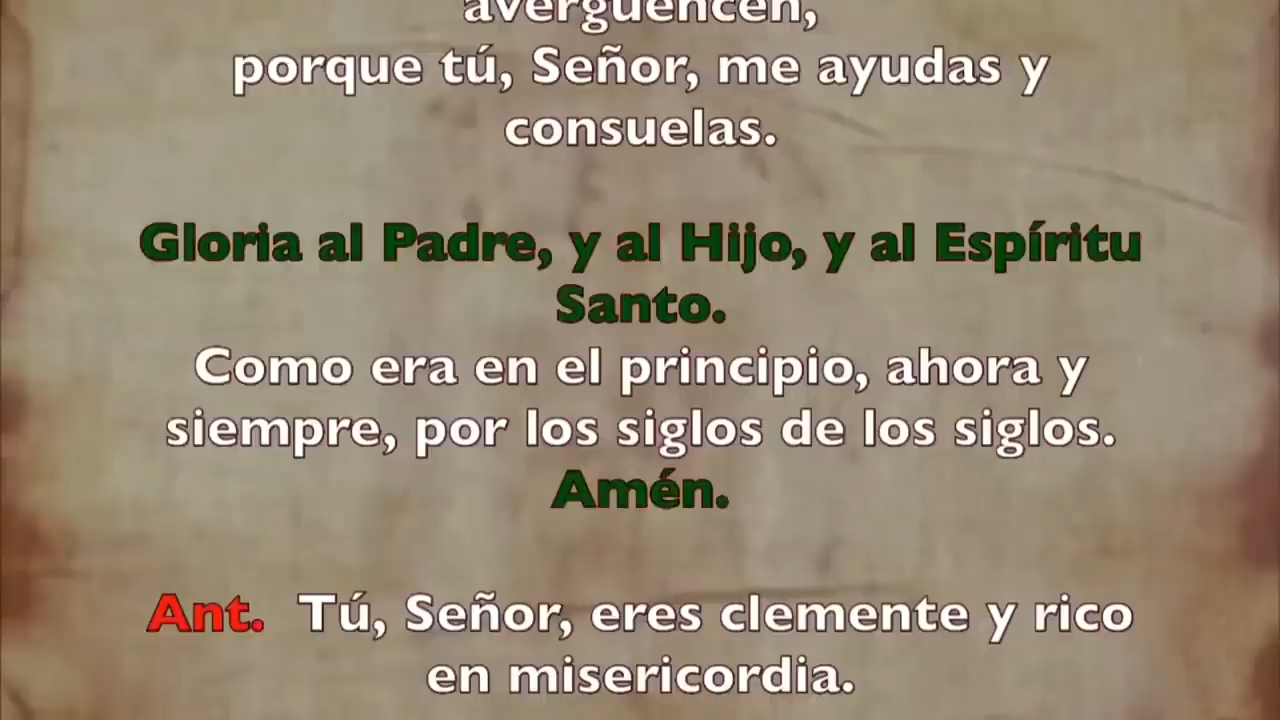 avergüencen,
porque tú, Señor, me ayudas y
consuelas.
Gloria al Padre, y al Hijo, y al Espíritu
Santo.
Como era en el principio, ahora y
siempre, por los siglos de los siglos.
Amén.
Ant. Tú, Señor, eres clemente y rico
en misericordia.